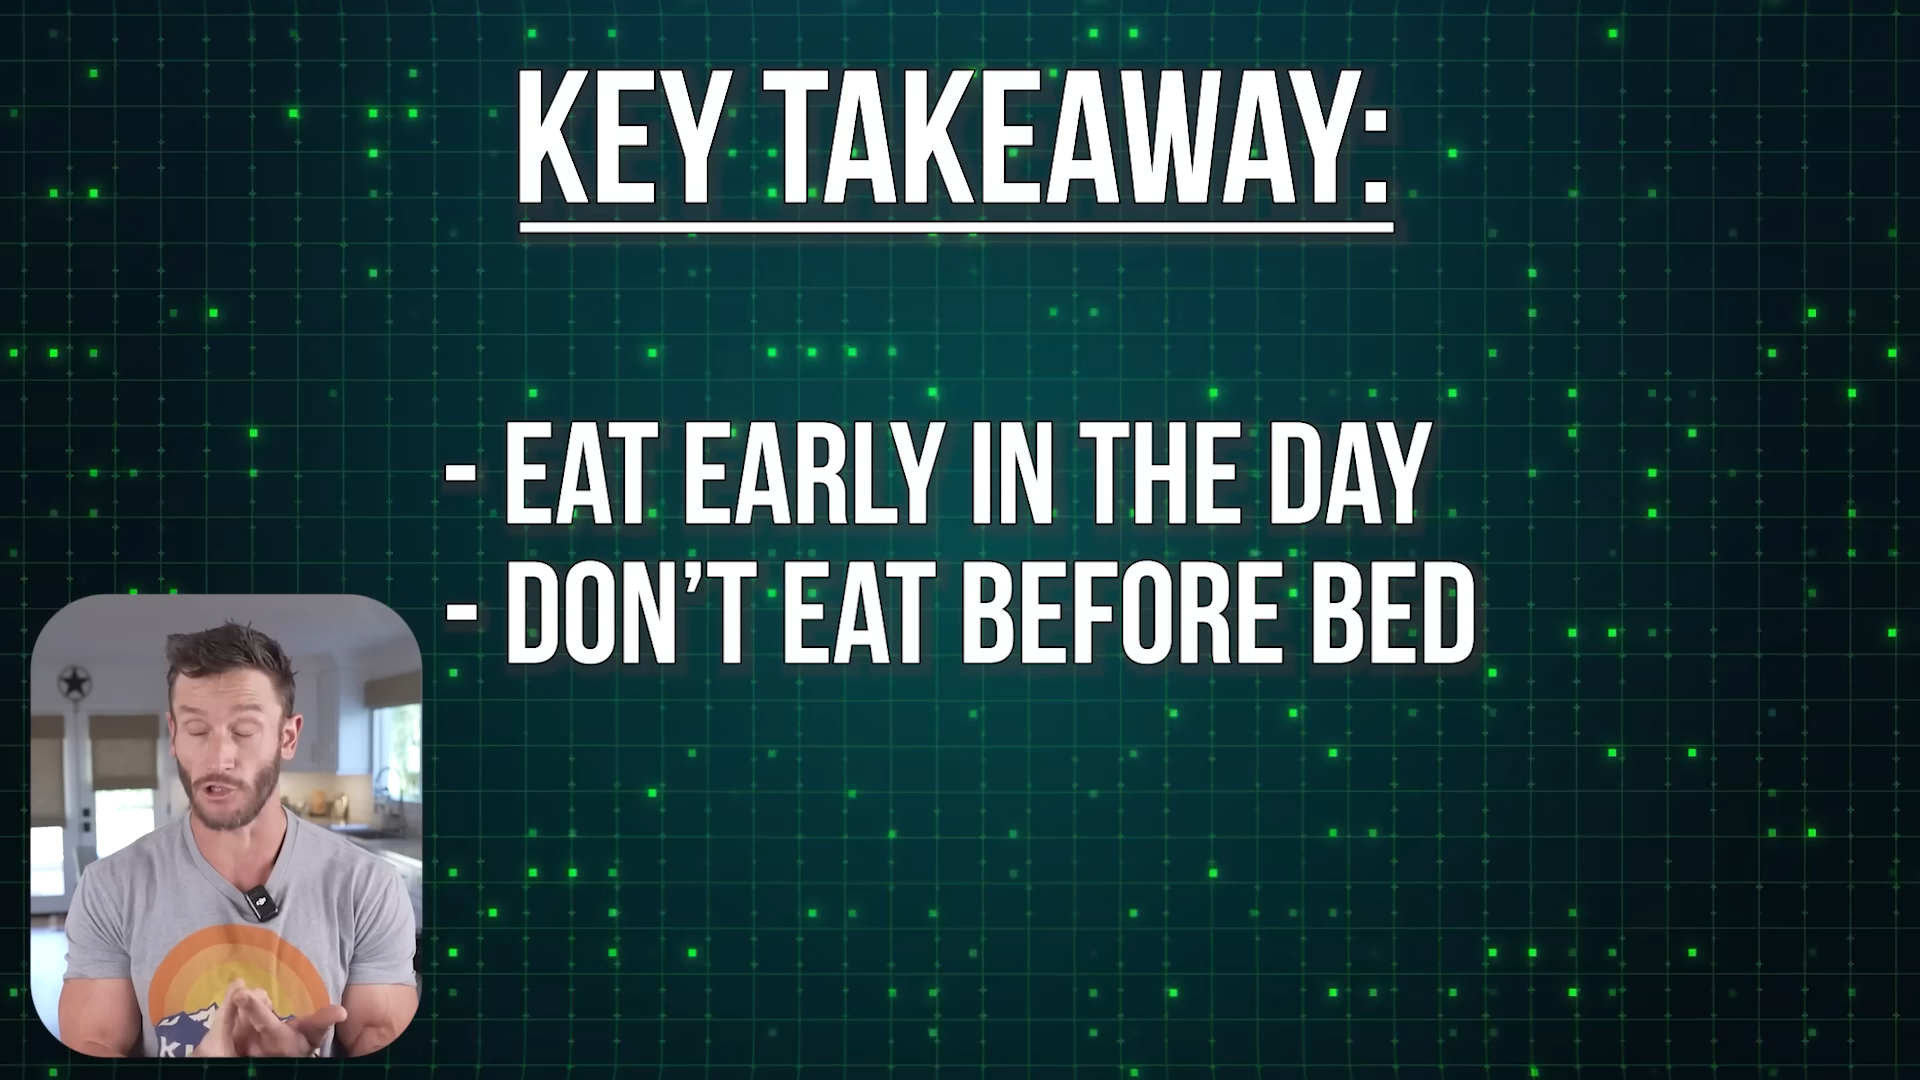 KEY TAKEAWAY:
- EAT EARLY IN THE DAY
- DON'T EAT BEFORE BED